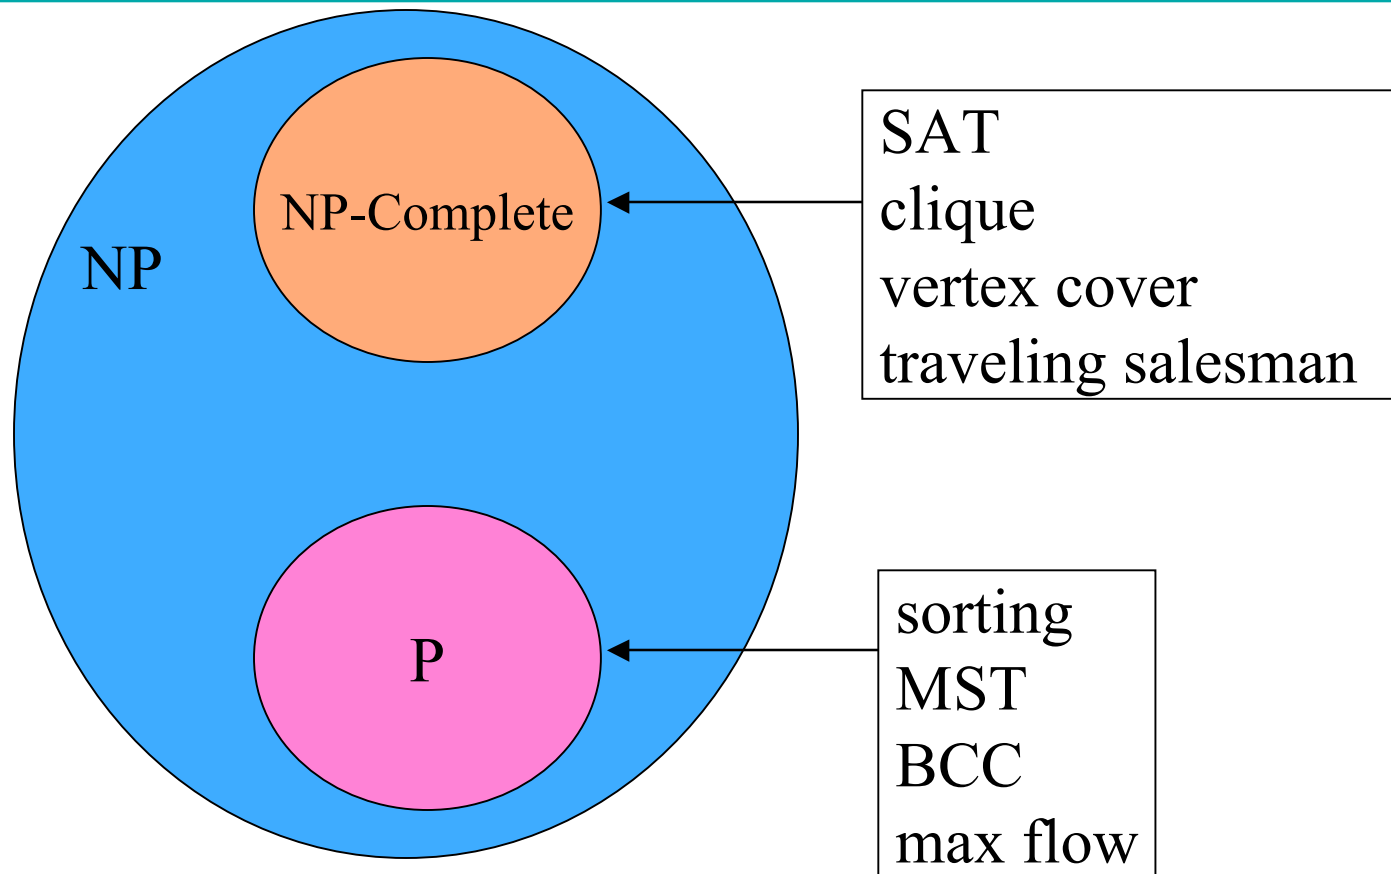 NP
NP-Complete
SAT
clique
vertex cover
traveling salesman
P
sorting
MST
BCC
max flow